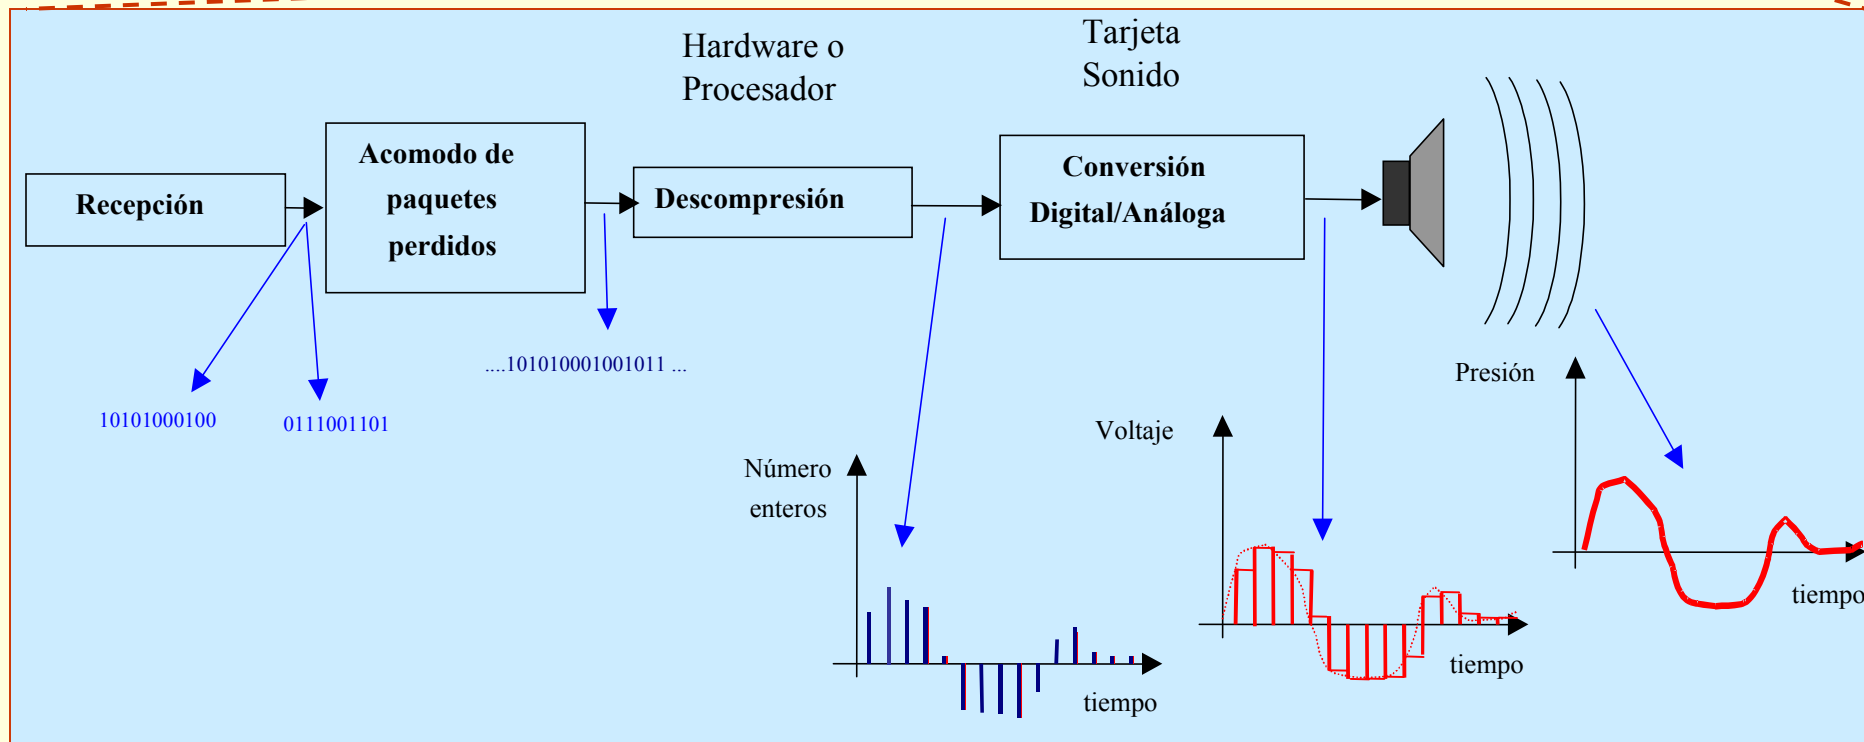 Hardware o
Procesador
Tarjeta
Sonido
Recepción
Acomodo de
paquetes
perdidos
Descompresión
Conversión
Digital/Análoga
10101000100
0111001101
....101010001001011 ...
Número
enteros
tiempo
Voltaje
tiempo
Presión
tiempo